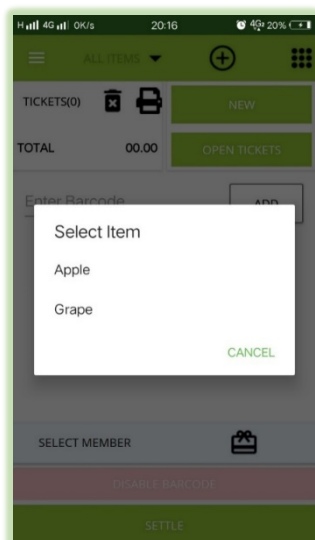 H 4G 0K/s 20:16 4G 20%
ALL ITEMS
TICKETS(0)
NEW
TOTAL 00.00
OPEN TICKETS
Enter Barcode ADD
Select Item
Apple
Grape
CANCEL
SELECT MEMBER
DISABLE BARCODE
SETTLE